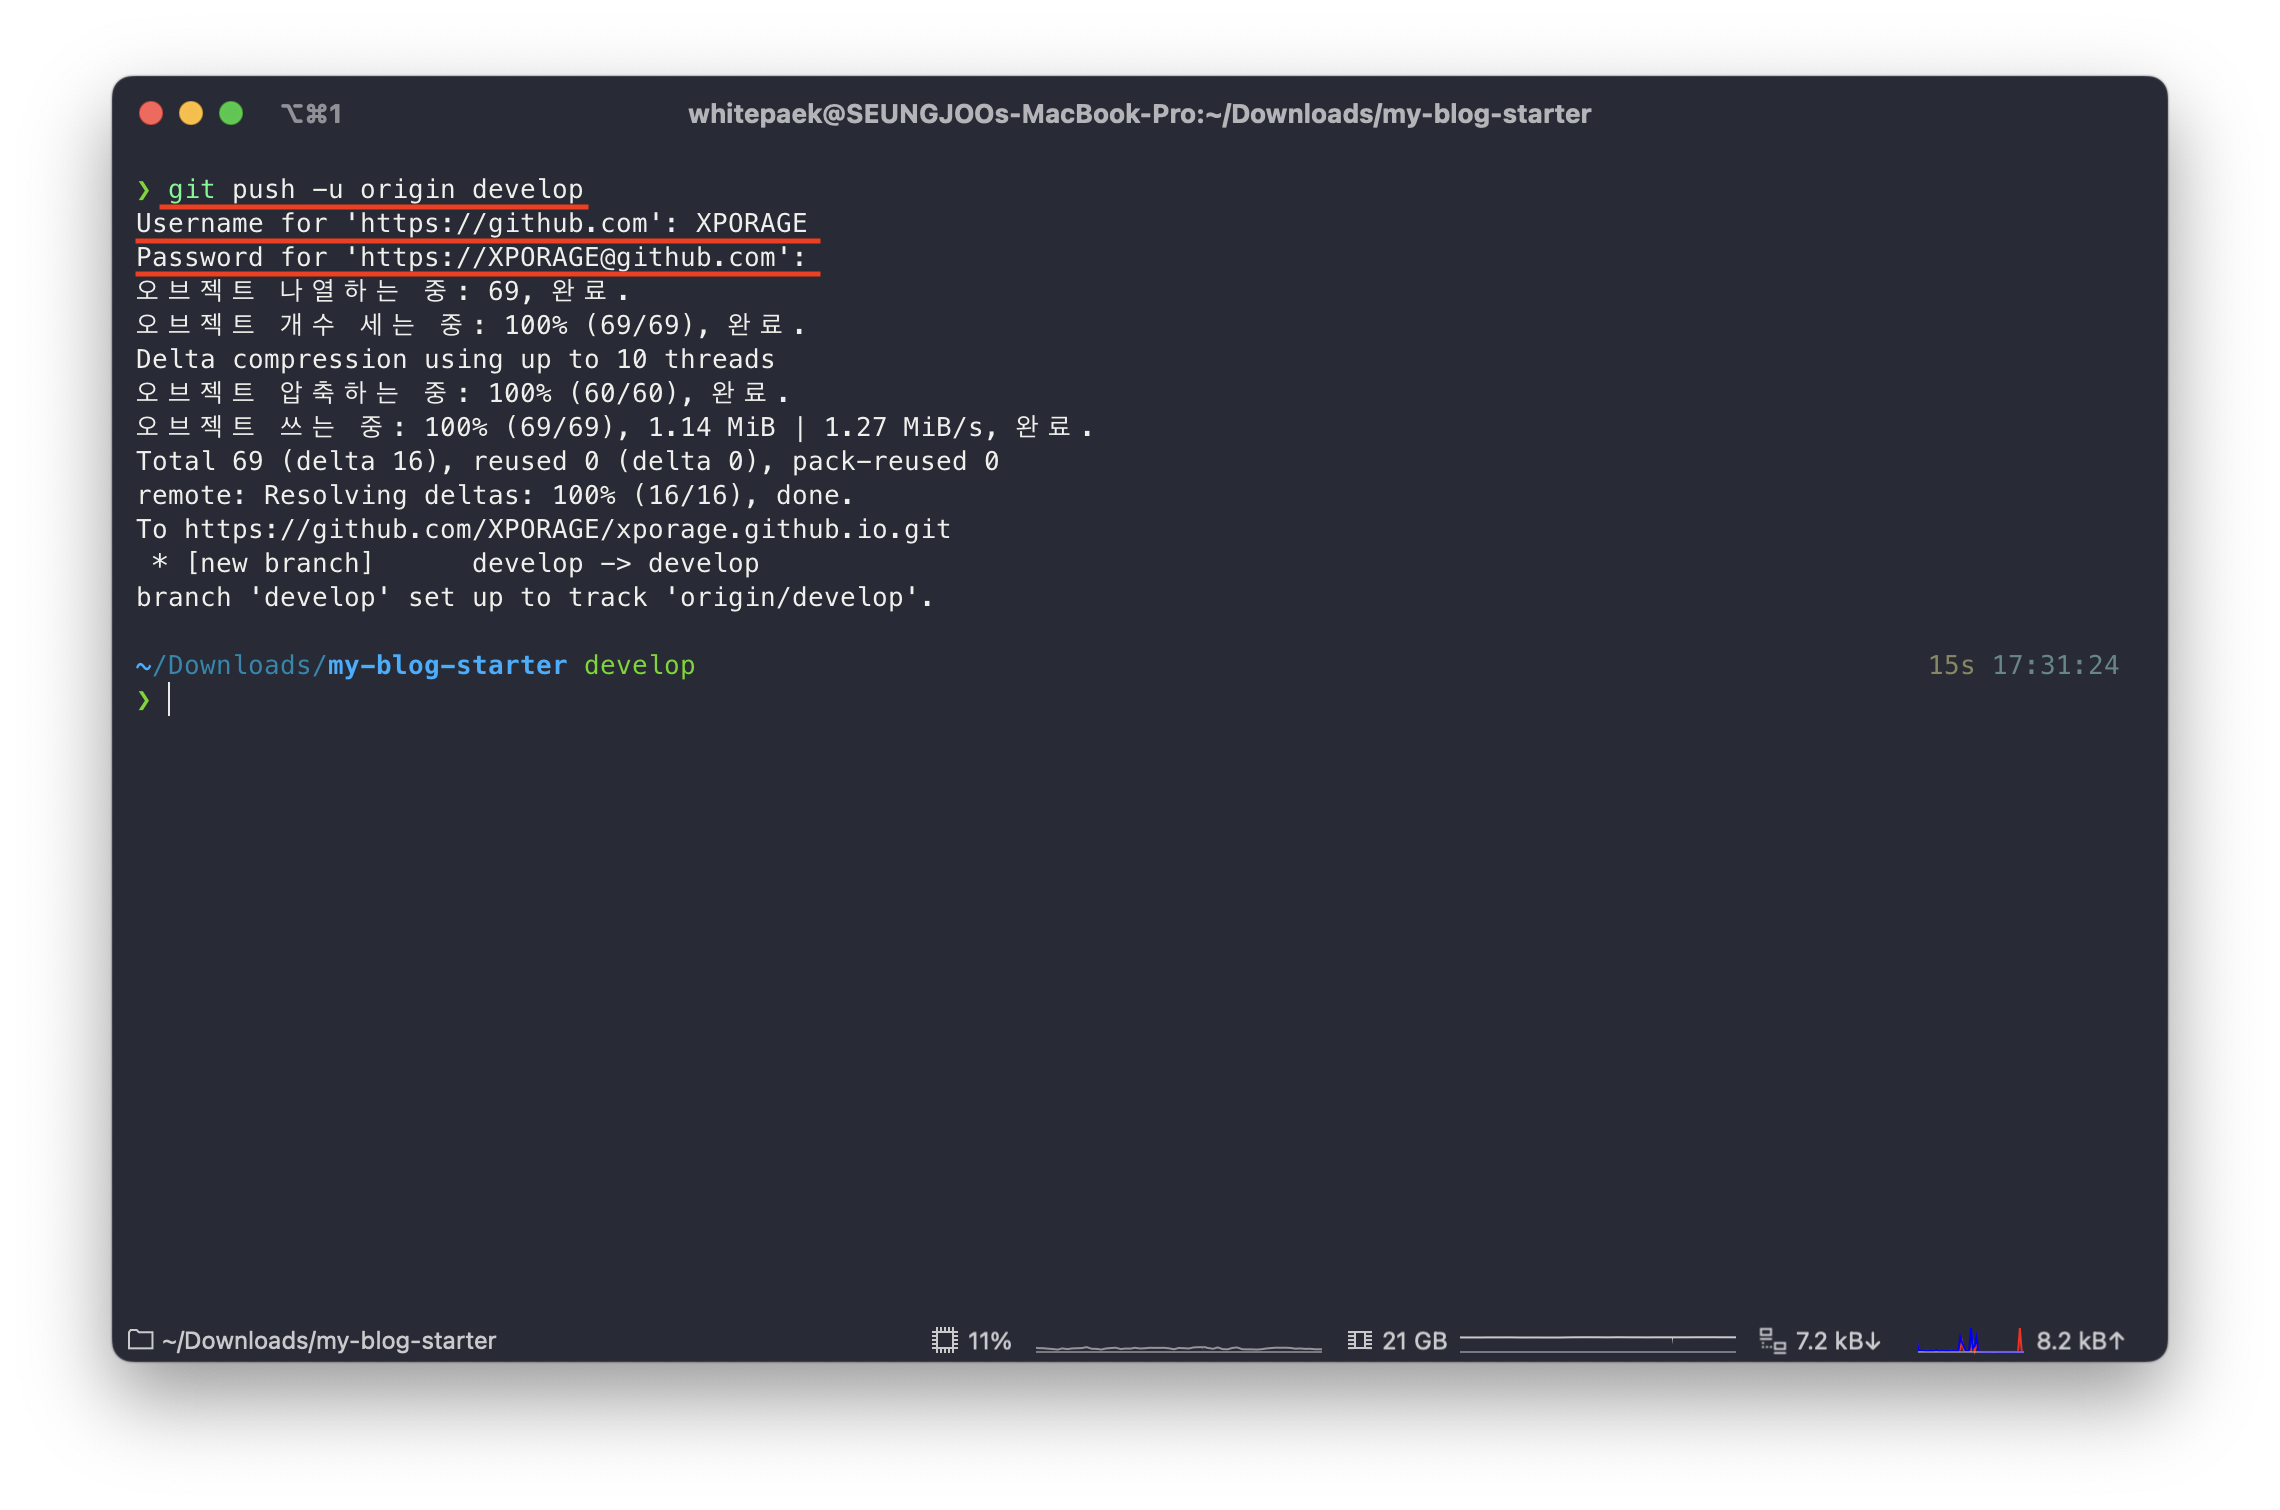 ⌥⌘1
whitepaek@SEUNGJOOs-MacBook-Pro:~/Downloads/my-blog-starter
❯ git push -u origin develop
Username for 'https://github.com': XPORAGE
Password for 'https://XPORAGE@github.com':
오브젝트 나열하는 중: 69, 완료.
오브젝트 개수 세는 중: 100% (69/69), 완료.
Delta compression using up to 10 threads
오브젝트 압축하는 중: 100% (60/60), 완료.
오브젝트 쓰는 중: 100% (69/69), 1.14 MiB | 1.27 MiB/s, 완료.
Total 69 (delta 16), reused 0 (delta 0), pack-reused 0
remote: Resolving deltas: 100% (16/16), done.
To https://github.com/XPORAGE/xporage.github.io.git
 * [new branch]      develop -> develop
branch 'develop' set up to track 'origin/develop'.
~/Downloads/my-blog-starter develop 15s 17:31:24
❯
~/Downloads/my-blog-starter 11% 21 GB 7.2 kB↓ 8.2 kB↑